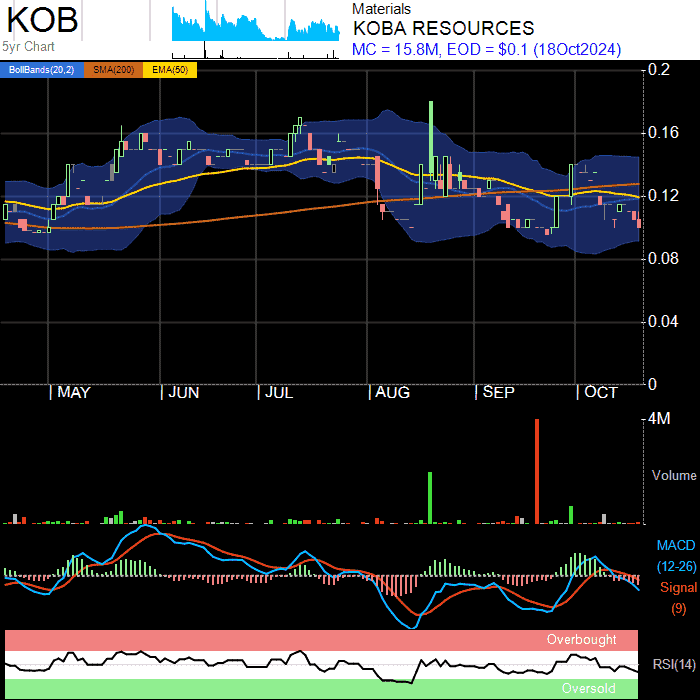 KOB
5yr Chart
Materials
KOBA RESOURCES
MC = 15.8M, EOD = $0.1 (18Oct2024)
BollBands(20,2) SMA(200) EMA(50)
0.2
0.16
0.12
0.08
0.04
0
MAY JUN JUL AUG SEP OCT
4M
Volume
MACD
(12-26)
Signal
(9)
Overbought
RSI(14)
Oversold